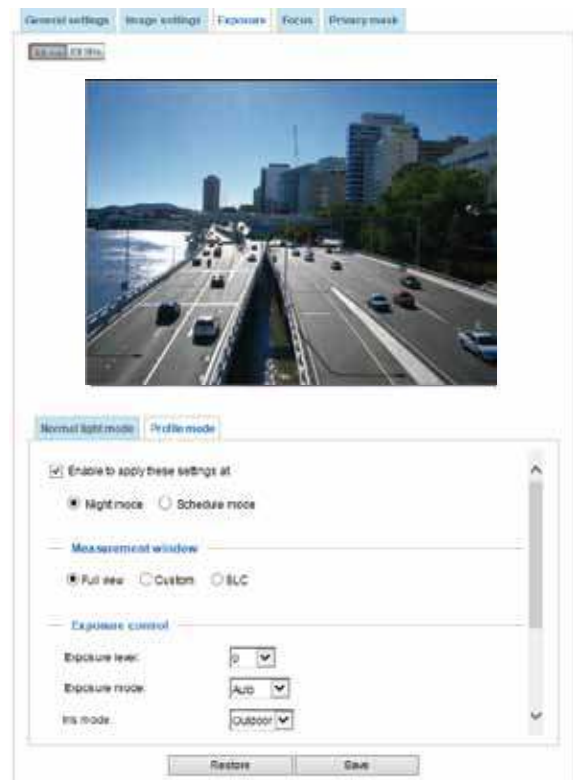 General settings Image settings Exposure Focus Privacy mask
Normal light mode Profile mode
Enable to apply these settings at
Night mode Schedule mode
Measurement window
Full view Custom BLC
Exposure control
Exposure level: 0
Exposure mode: Auto
Iris mode Outdoor
Restore Save